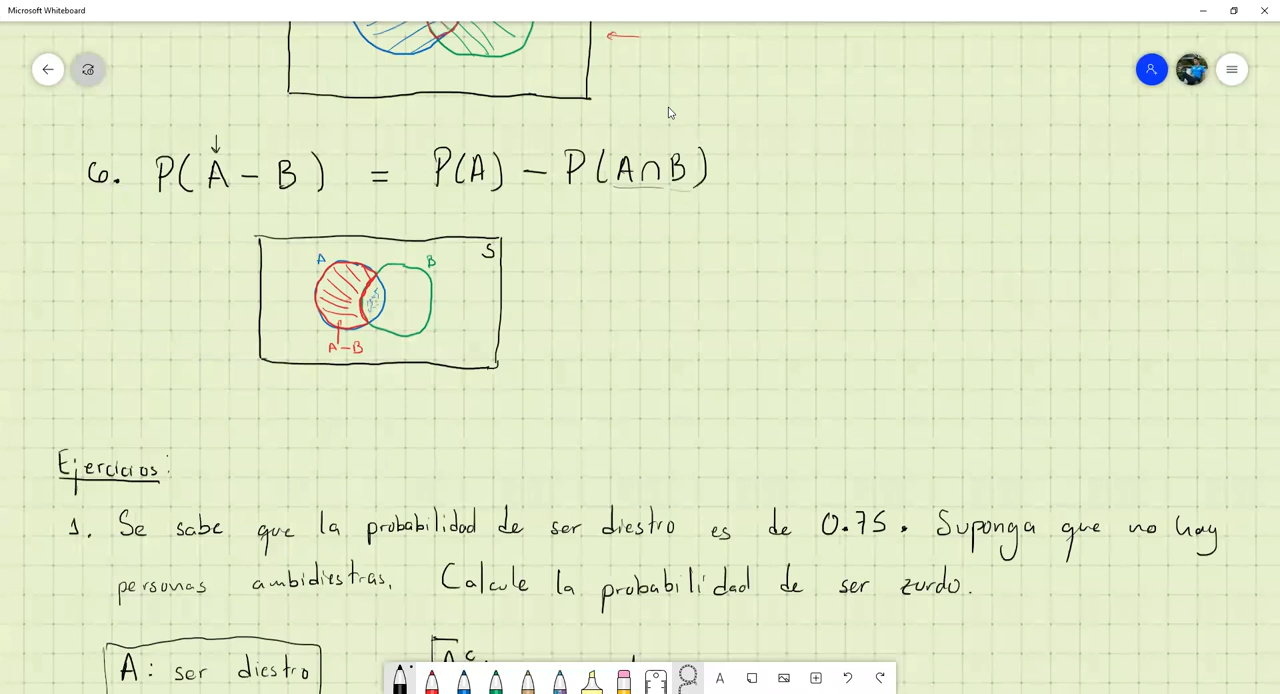 Microsoft Whiteboard
6. P(A - B) = P(A) - P(A∩B)
S
A
B
A-B
Ejercicios:
1. Se sabe que la probabilidad de ser diestro es de 0.75. Suponga que no hay
personas ambidiestras. Calcule la probabilidad de ser zurdo.
A: ser diestro
A